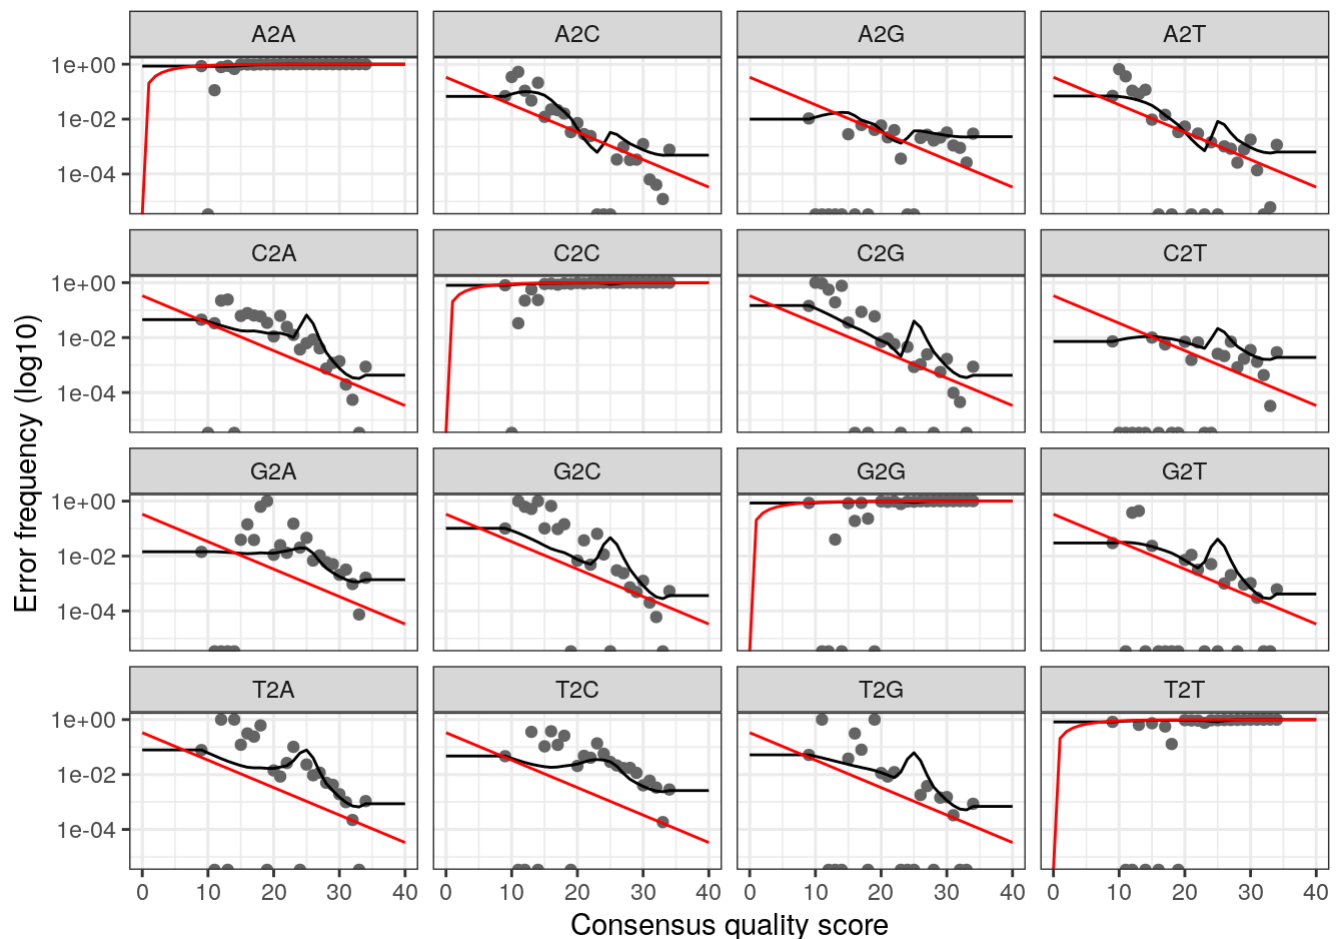 A2A A2C A2G A2T
1e+00
1e-02
1e-04
C2A C2C C2G C2T
1e+00
1e-02
1e-04
G2A G2C G2G G2T
1e+00
1e-02
1e-04
T2A T2C T2G T2T
1e+00
1e-02
1e-04
0 10 20 30 40 0 10 20 30 40 0 10 20 30 40 0 10 20 30 40
Consensus quality score
Error frequency (log10)